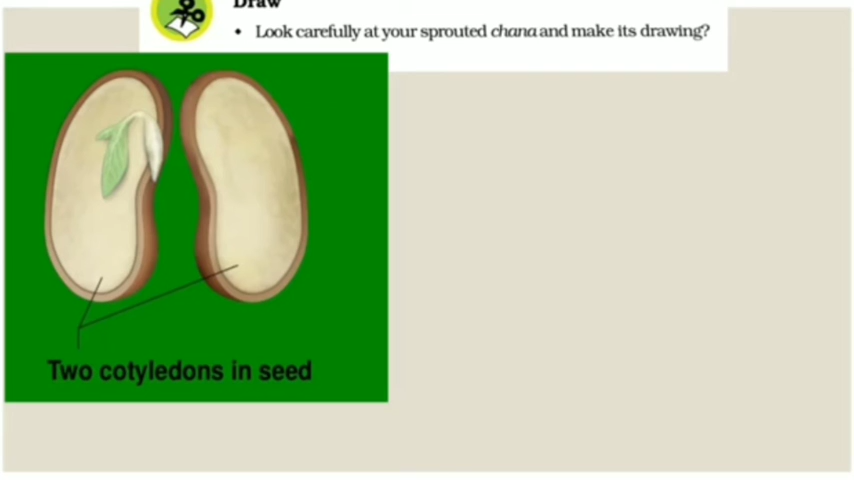 Draw
• Look carefully at your sprouted chana and make its drawing?
Two cotyledons in seed